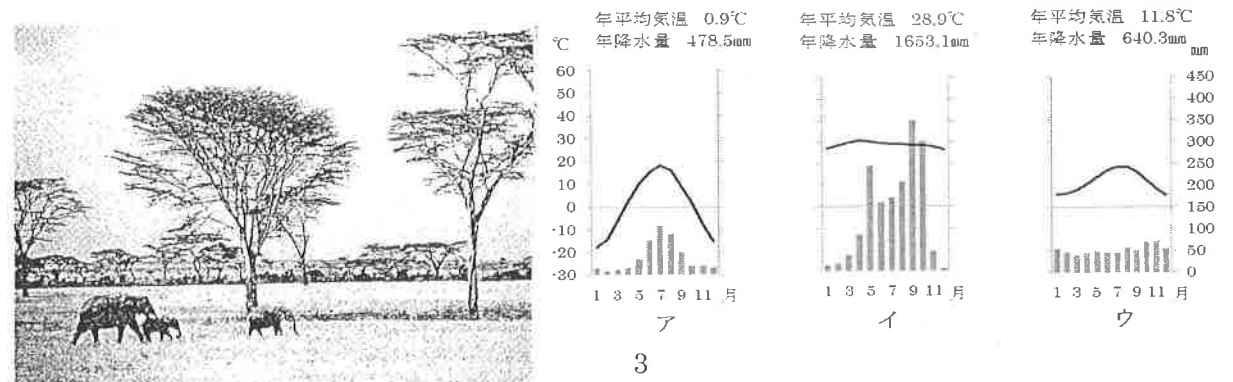 年平均気温 0.9℃
年降水量 478.5mm
年平均気温 28.9℃
年降水量 1653.1mm
年平均気温 11.8℃
年降水量 640.3mm
℃
60
50
40
30
20
10
0
-10
-20
-30
mm
450
400
350
300
250
200
150
100
50
0
1 3 5 7 9 11 月
ア
1 3 5 7 9 11 月
イ
1 3 5 7 9 11 月
ウ
3